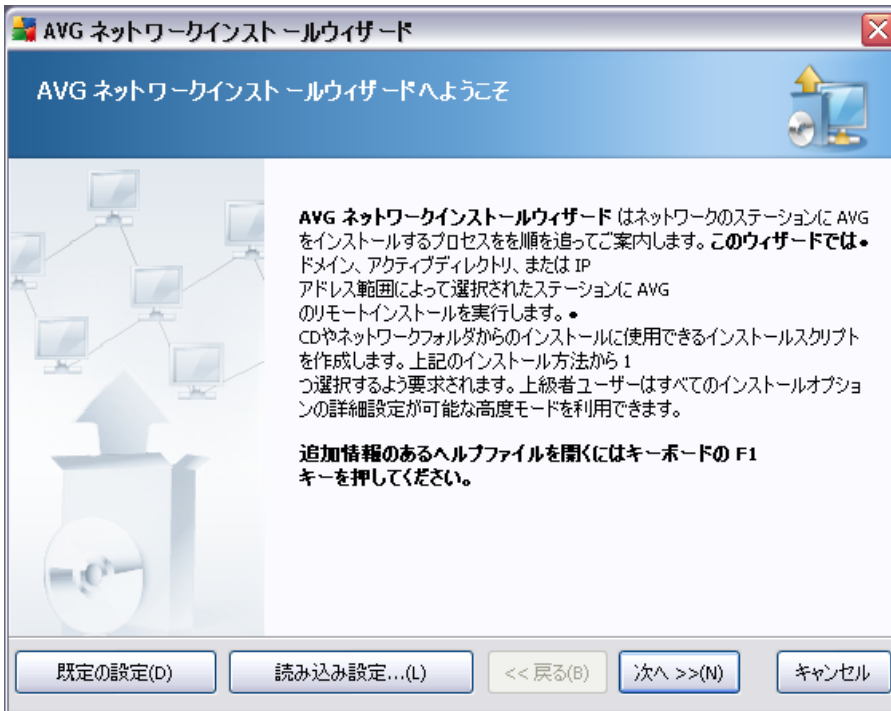 AVG ネットワークインストールウィザード
AVG ネットワークインストールウィザードへようこそ
AVG ネットワークインストールウィザード はネットワークのステーションに AVG
をインストールするプロセスをを順を追ってご案内します。このウィザードでは•
ドメイン、アクティブディレクトリ、または IP
アドレス範囲によって選択されたステーションに AVG
のリモートインストールを実行します。•
CDやネットワークフォルダからのインストールに使用できるインストールスクリプト
を作成します。上記のインストール方法から 1
つ選択するよう要求されます。上級者ユーザーはすべてのインストールオプショ
ンの詳細設定が可能な高度モードを利用できます。
追加情報のあるヘルプファイルを開くにはキーボードの F1
キーを押してください。
既定の設定(D)
読み込み設定...(L)
<< 戻る(B)
次へ >>(N)
キャンセル